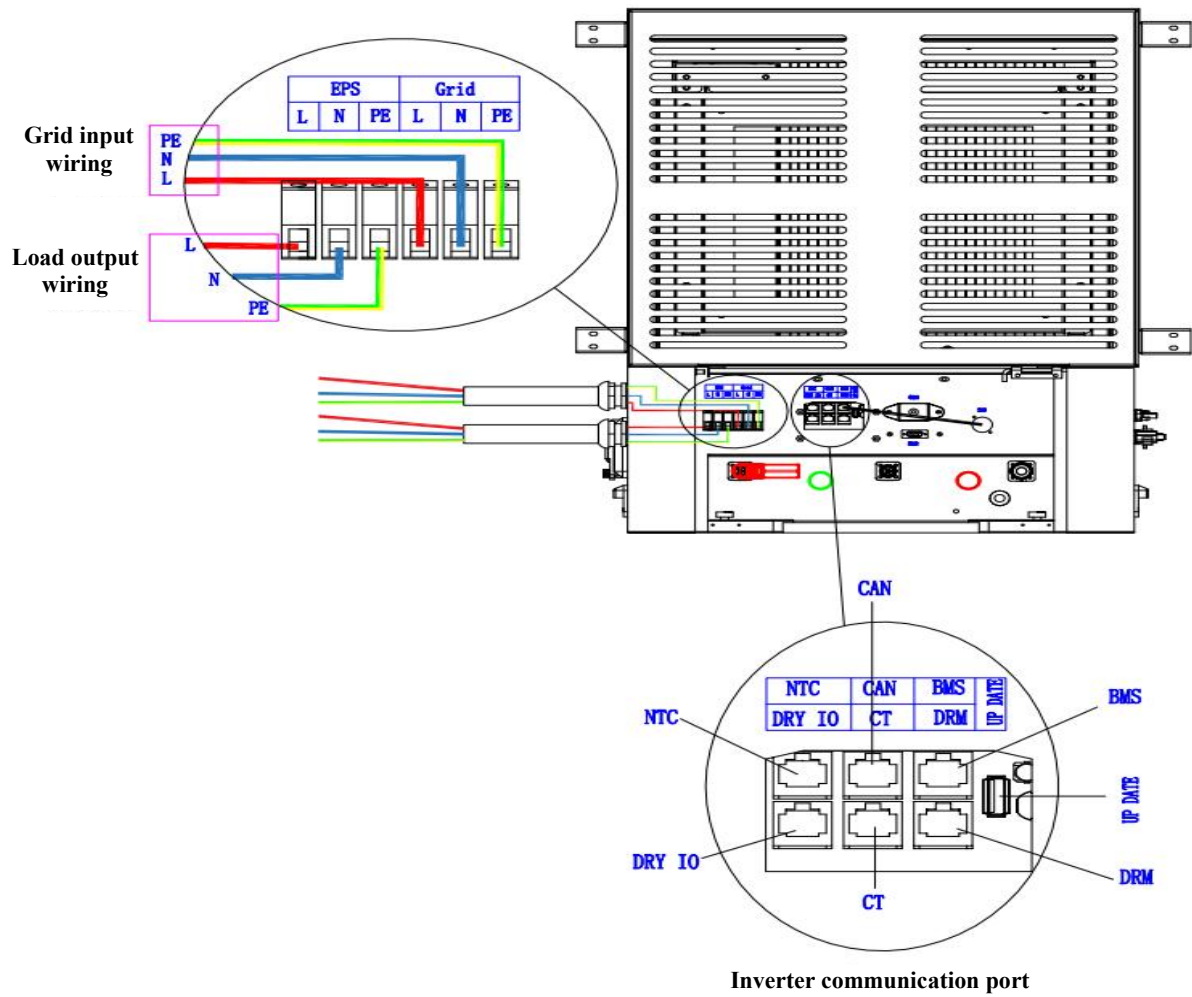 EPS Grid
L N PE L N PE
Grid input
wiring
PE
N
L
Load output
wiring
L
N
PE
CAN
NTC CAN BMS UP DATE
DRY IO CT DRM
NTC
BMS
UP DATE
DRY IO
DRM
CT
Inverter communication port